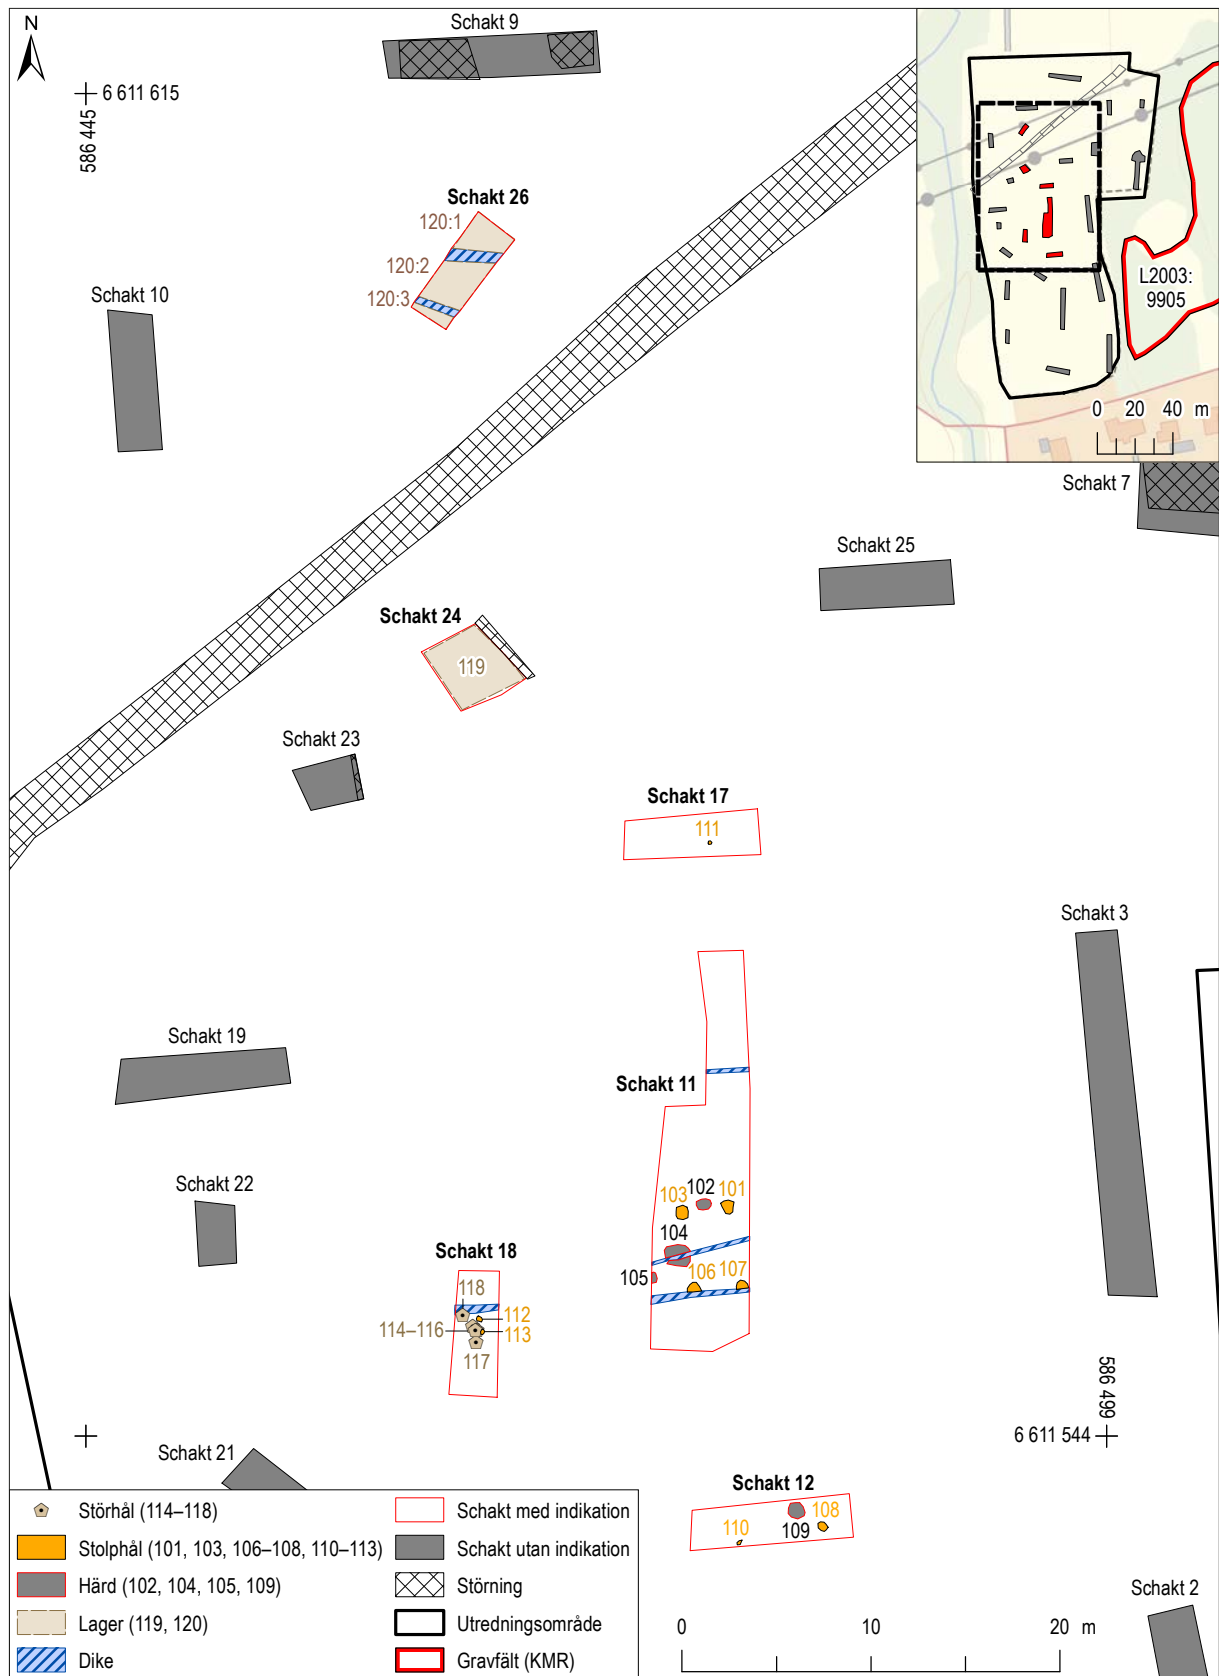 N
Schakt 9
6 611 615
586 445
Schakt 26
120:1
120:2
120:3
Schakt 10
L2003:
9905
0 20 40 m
Schakt 7
Schakt 25
Schakt 24
119
Schakt 23
Schakt 17
111
Schakt 3
Schakt 19
Schakt 11
Schakt 22
103
102
101
104
105
106
107
Schakt 18
118
112
114–116
113
117
586 499
6 611 544
Schakt 21
Schakt 12
110
109
108
Schakt 2
Störhål (114–118)
Stolphål (101, 103, 106–108, 110–113)
Härd (102, 104, 105, 109)
Lager (119, 120)
Dike
Schakt med indikation
Schakt utan indikation
Störning
Utredningsområde
Gravfält (KMR)
0 10 20 m